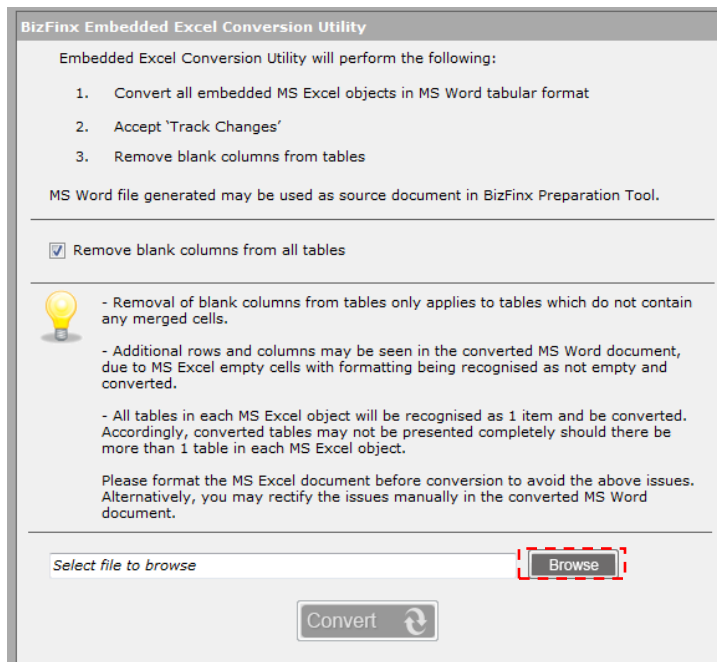 BizFinx Embedded Excel Conversion Utility
Embedded Excel Conversion Utility will perform the following:
1. Convert all embedded MS Excel objects in MS Word tabular format
2. Accept 'Track Changes'
3. Remove blank columns from tables
MS Word file generated may be used as source document in BizFinx Preparation Tool.
Remove blank columns from all tables
- Removal of blank columns from tables only applies to tables which do not contain
any merged cells.
- Additional rows and columns may be seen in the converted MS Word document,
due to MS Excel empty cells with formatting being recognised as not empty and
converted.
- All tables in each MS Excel object will be recognised as 1 item and be converted.
Accordingly, converted tables may not be presented completely should there be
more than 1 table in each MS Excel object.
Please format the MS Excel document before conversion to avoid the above issues.
Alternatively, you may rectify the issues manually in the converted MS Word
document.
Select file to browse
Browse
Convert